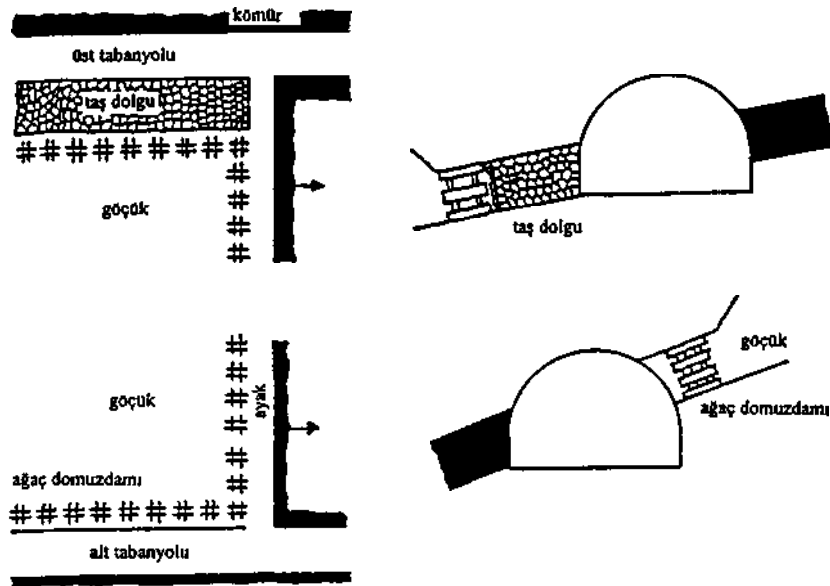 kömür
üst tabanyolu
taş dolgu
göçük
taş dolgu
göçük
ayak
ağaç domuzdamı
alt tabanyolu
göçük
ağaç domuzdamı